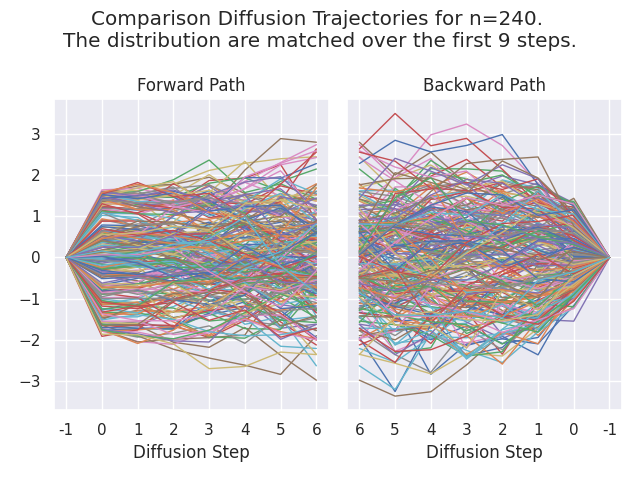 Comparison Diffusion Trajectories for n=240.
The distribution are matched over the first 9 steps.
Forward Path
Backward Path
3
2
1
0
−1
−2
−3
-1 0 1 2 3 4 5 6
6 5 4 3 2 1 0 -1
Diffusion Step
Diffusion Step